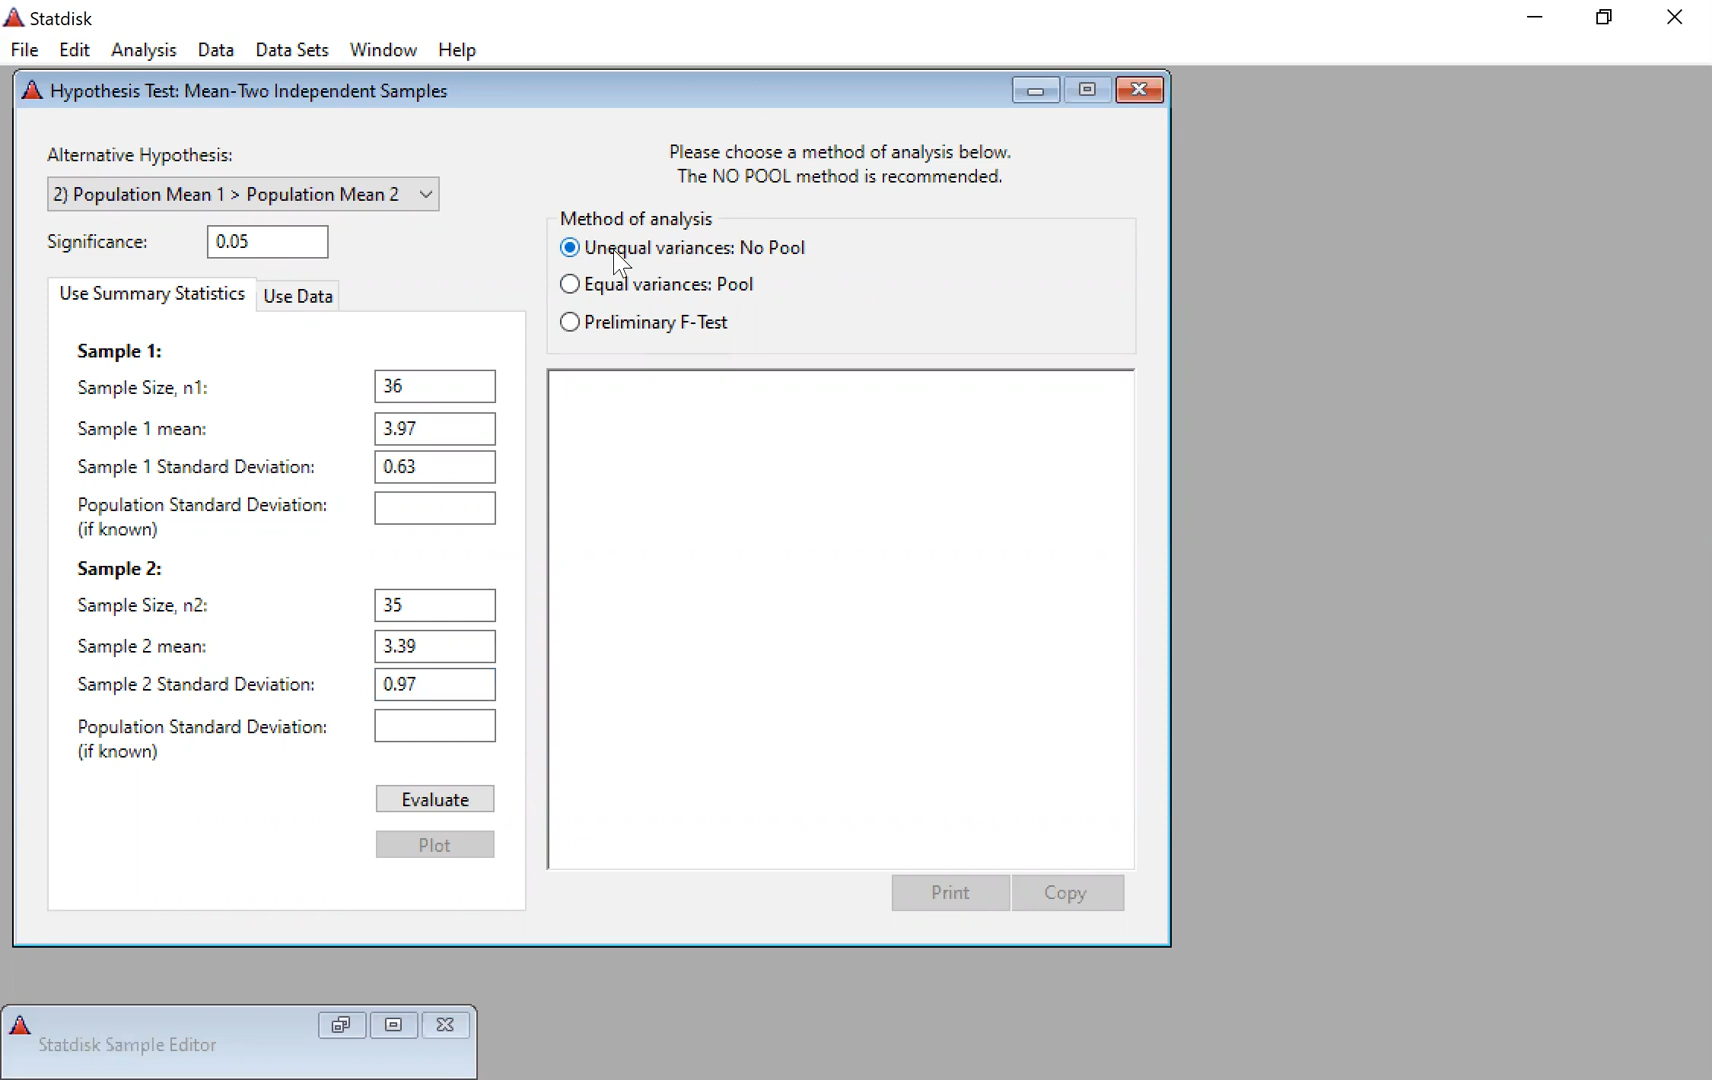 Statdisk
File Edit Analysis Data Data Sets Window Help
Hypothesis Test: Mean-Two Independent Samples
Alternative Hypothesis:
2) Population Mean 1 > Population Mean 2
Significance: 0.05
Use Summary Statistics Use Data
Sample 1:
Sample Size, n1: 36
Sample 1 mean: 3.97
Sample 1 Standard Deviation: 0.63
Population Standard Deviation:
(if known)
Sample 2:
Sample Size, n2: 35
Sample 2 mean: 3.39
Sample 2 Standard Deviation: 0.97
Population Standard Deviation:
(if known)
Evaluate
Plot
Please choose a method of analysis below.
The NO POOL method is recommended.
Method of analysis
Unequal variances: No Pool
Equal variances: Pool
Preliminary F-Test
Print Copy
Statdisk Sample Editor